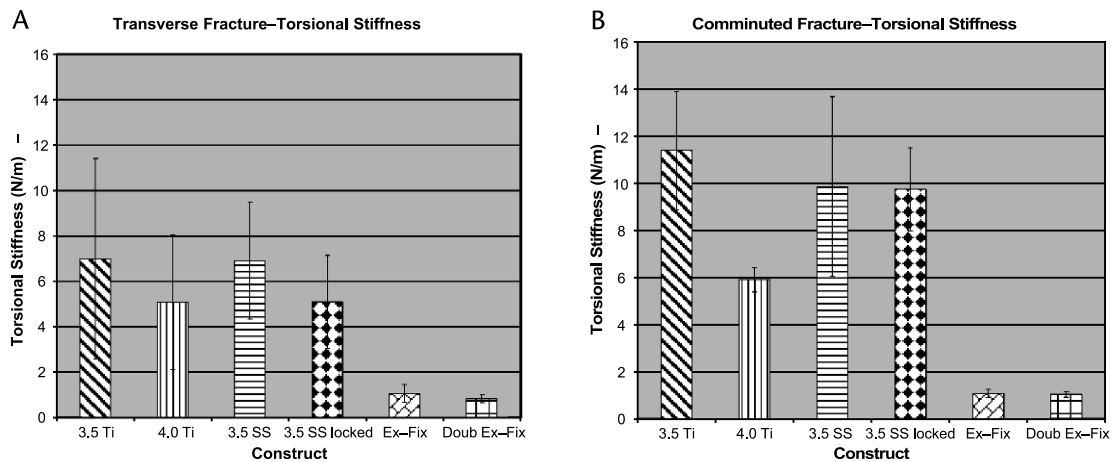 A
Transverse Fracture–Torsional Stiffness
Torsional Stiffness (N/m) –
16
14
12
10
8
6
4
2
0
3.5 Ti 4.0 Ti 3.5 SS 3.5 SS locked Ex–Fix Doub Ex–Fix
Construct
B
Comminuted Fracture–Torsional Stiffness
Torsional Stiffness (N/m) –
16
14
12
10
8
6
4
2
0
3.5 Ti 4.0 Ti 3.5 SS 3.5 SS locked Ex–Fix Doub Ex–Fix
Construct